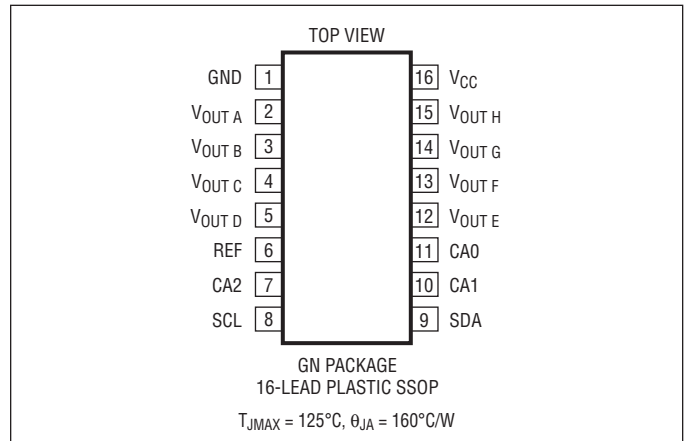 TOP VIEW
GND 1 16 VCC
VOUT A 2 15 VOUT H
VOUT B 3 14 VOUT G
VOUT C 4 13 VOUT F
VOUT D 5 12 VOUT E
REF 6 11 CA0
CA2 7 10 CA1
SCL 8 9 SDA
GN PACKAGE
16-LEAD PLASTIC SSOP
TJMAX = 125°C, θJA = 160°C/W